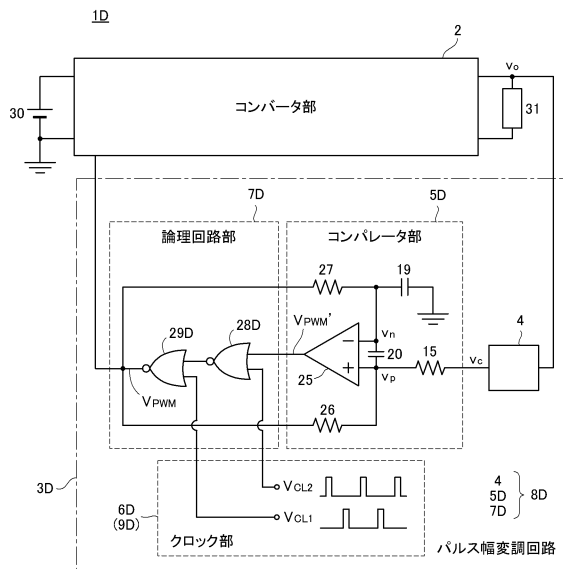 1D
2
コンバータ部
Vo
30
31
7D
5D
論理回路部
コンパレータ部
27
19
29D
28D
VPWM'
Vn
4
20
15
Vc
25
Vp
VPWM
26
3D
6D
(9D)
VCL2
VCL1
クロック部
4
5D
7D
8D
パルス幅変調回路